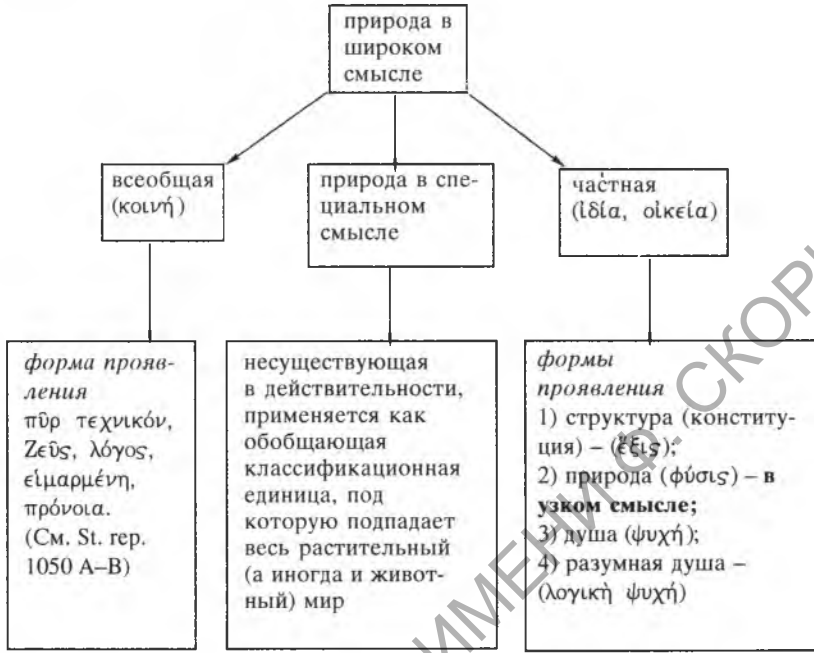 природа в
широком
смысле
всеобщая
(κοινή)
природа в спе-
циальном
смысле
частная
(ἰδία, οἰκεία)
форма прояв-
ления
πῦρ τεχνικόν,
Ζεῦς, λόγος,
εἱμαρμένη,
πρόνοια.
(См. St. rep.
1050 A–B)
несуществующая
в действительности,
применяется как
обобщающая
классификационная
единица, под
которую подпадает
весь растительный
(а иногда и живот-
ный) мир
формы
проявления
1) структура (конститу-
ция) – (ἕξις);
2) природа (φύσις) – в
узком смысле;
3) душа (ψυχή);
4) разумная душа –
(λογικὴ ψυχή)
ИМЕНИ Ф. СКОРИ